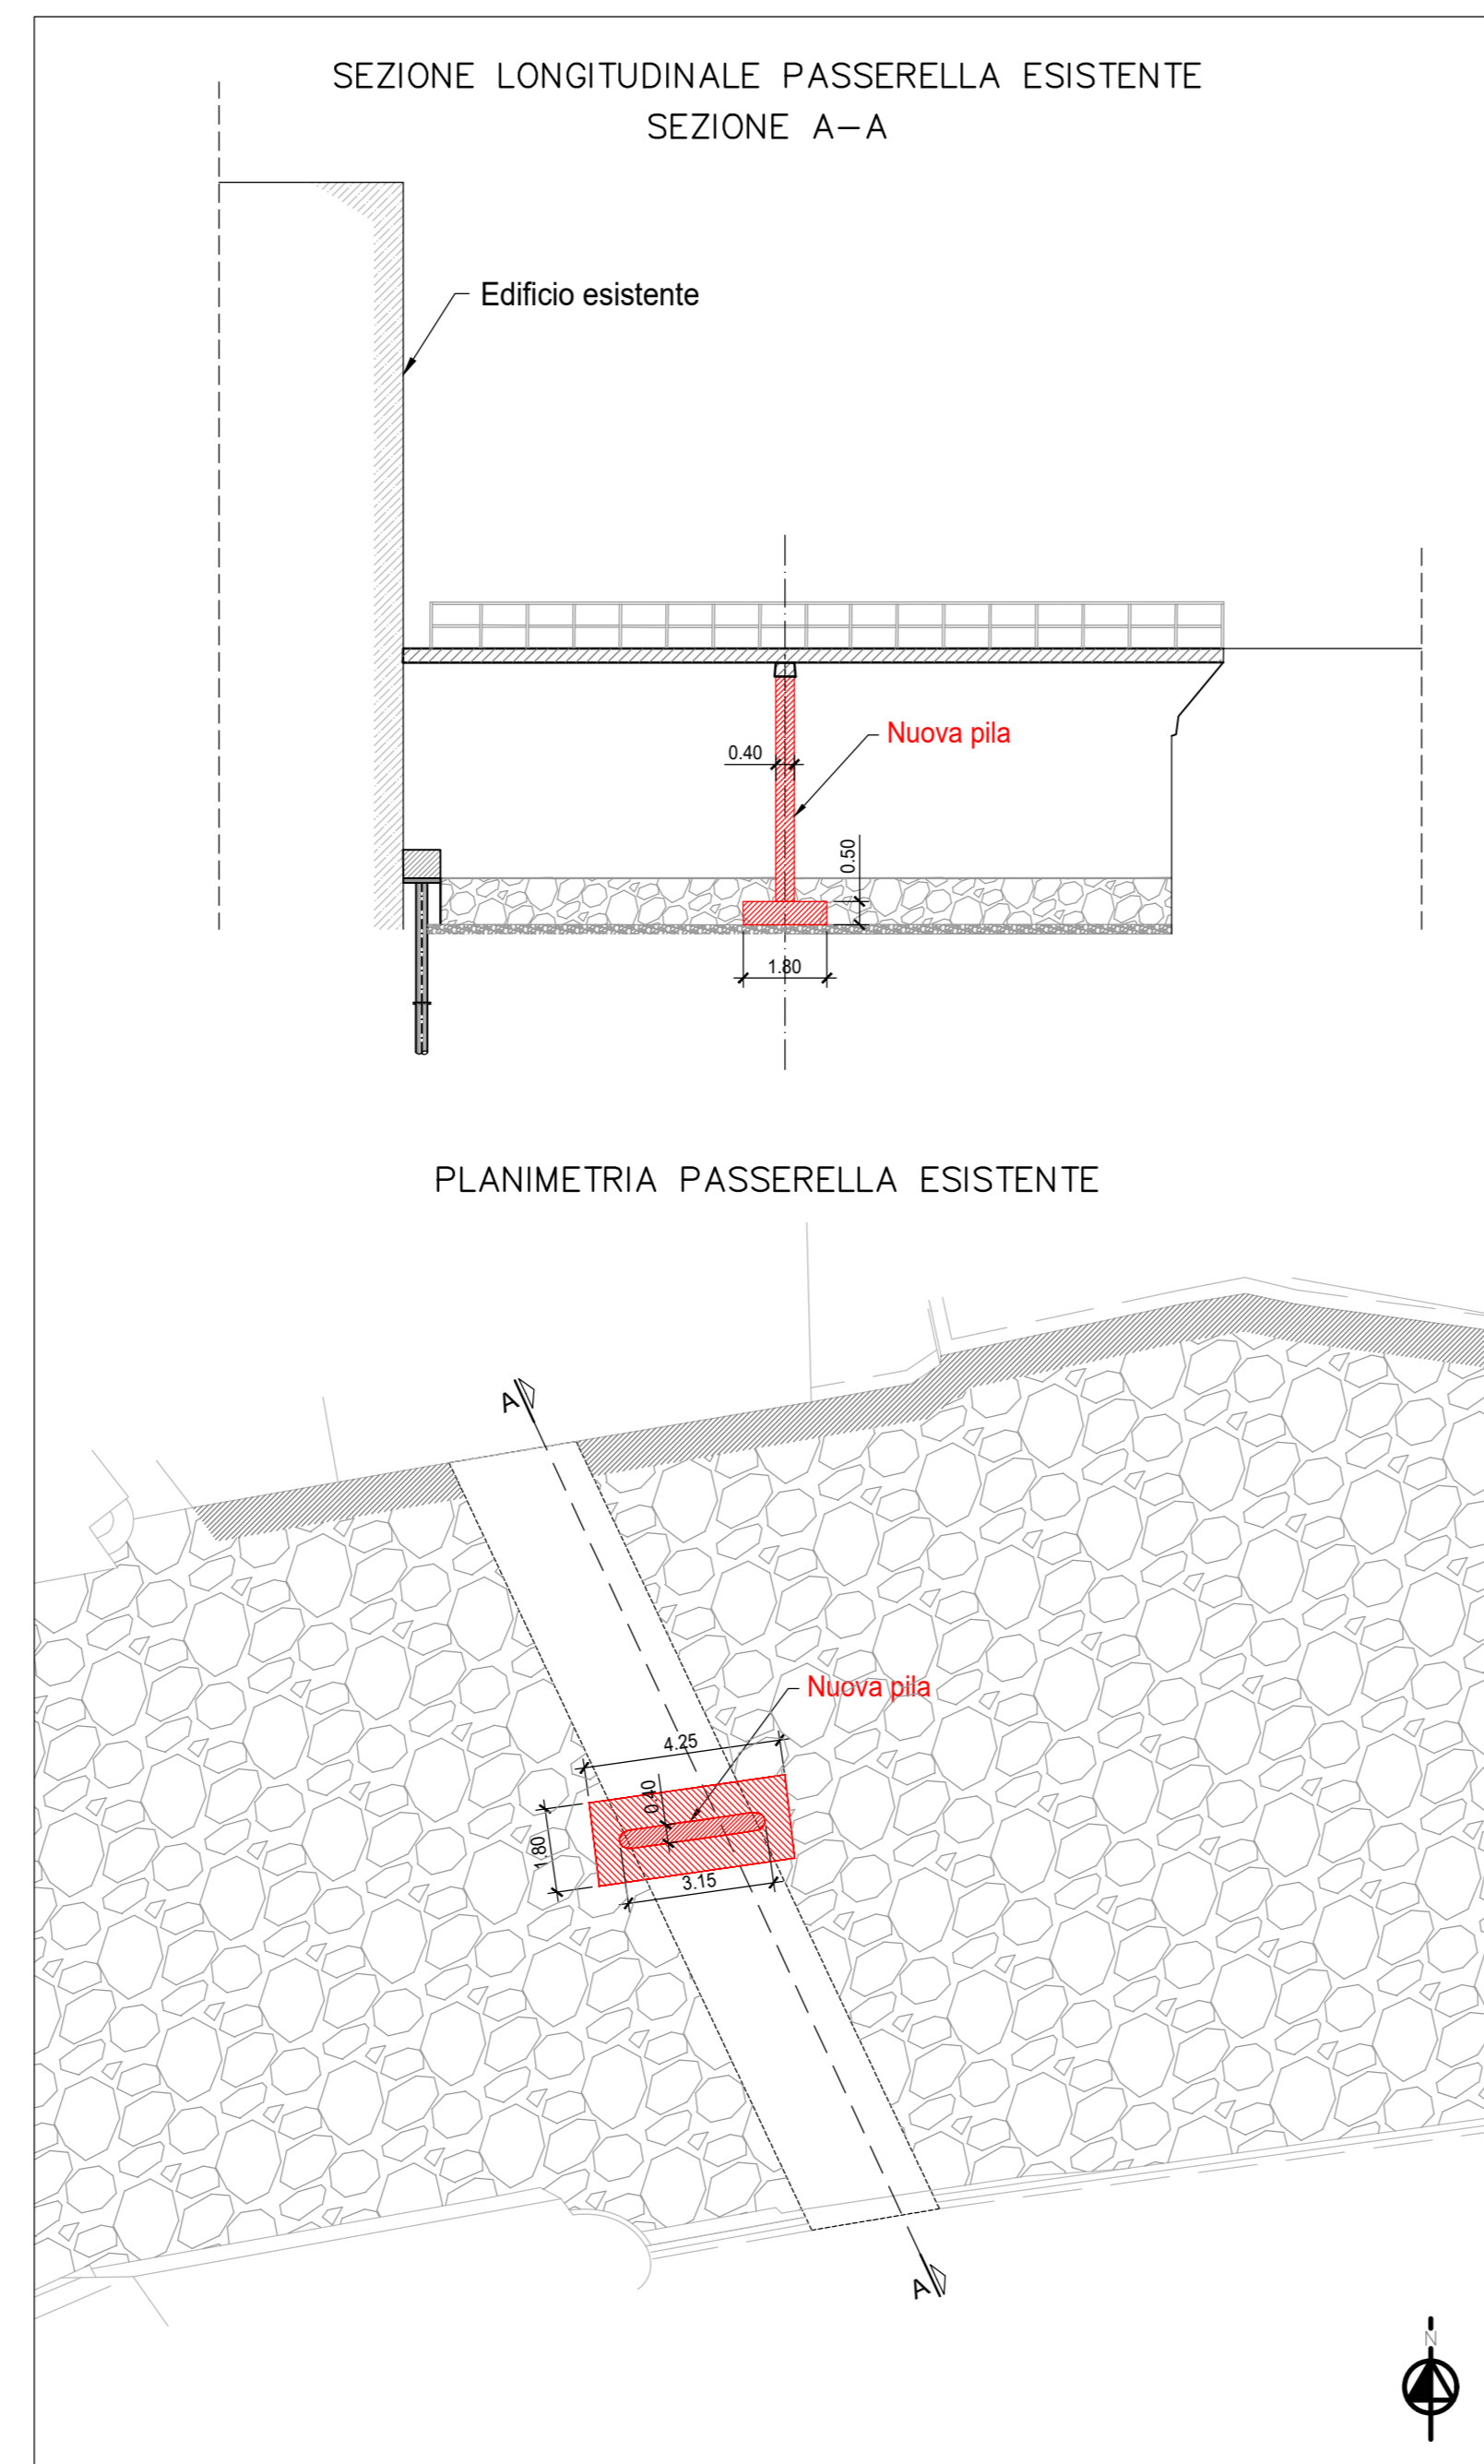 SEZIONE LONGITUDINALE PASSERELLA ESISTENTE
SEZIONE A-A
Edificio esistente
Nuova pila
0.40
0.50
1.80
PLANIMETRIA PASSERELLA ESISTENTE
A
Nuova pila
4.25
0.40
1.80
3.15
A
N